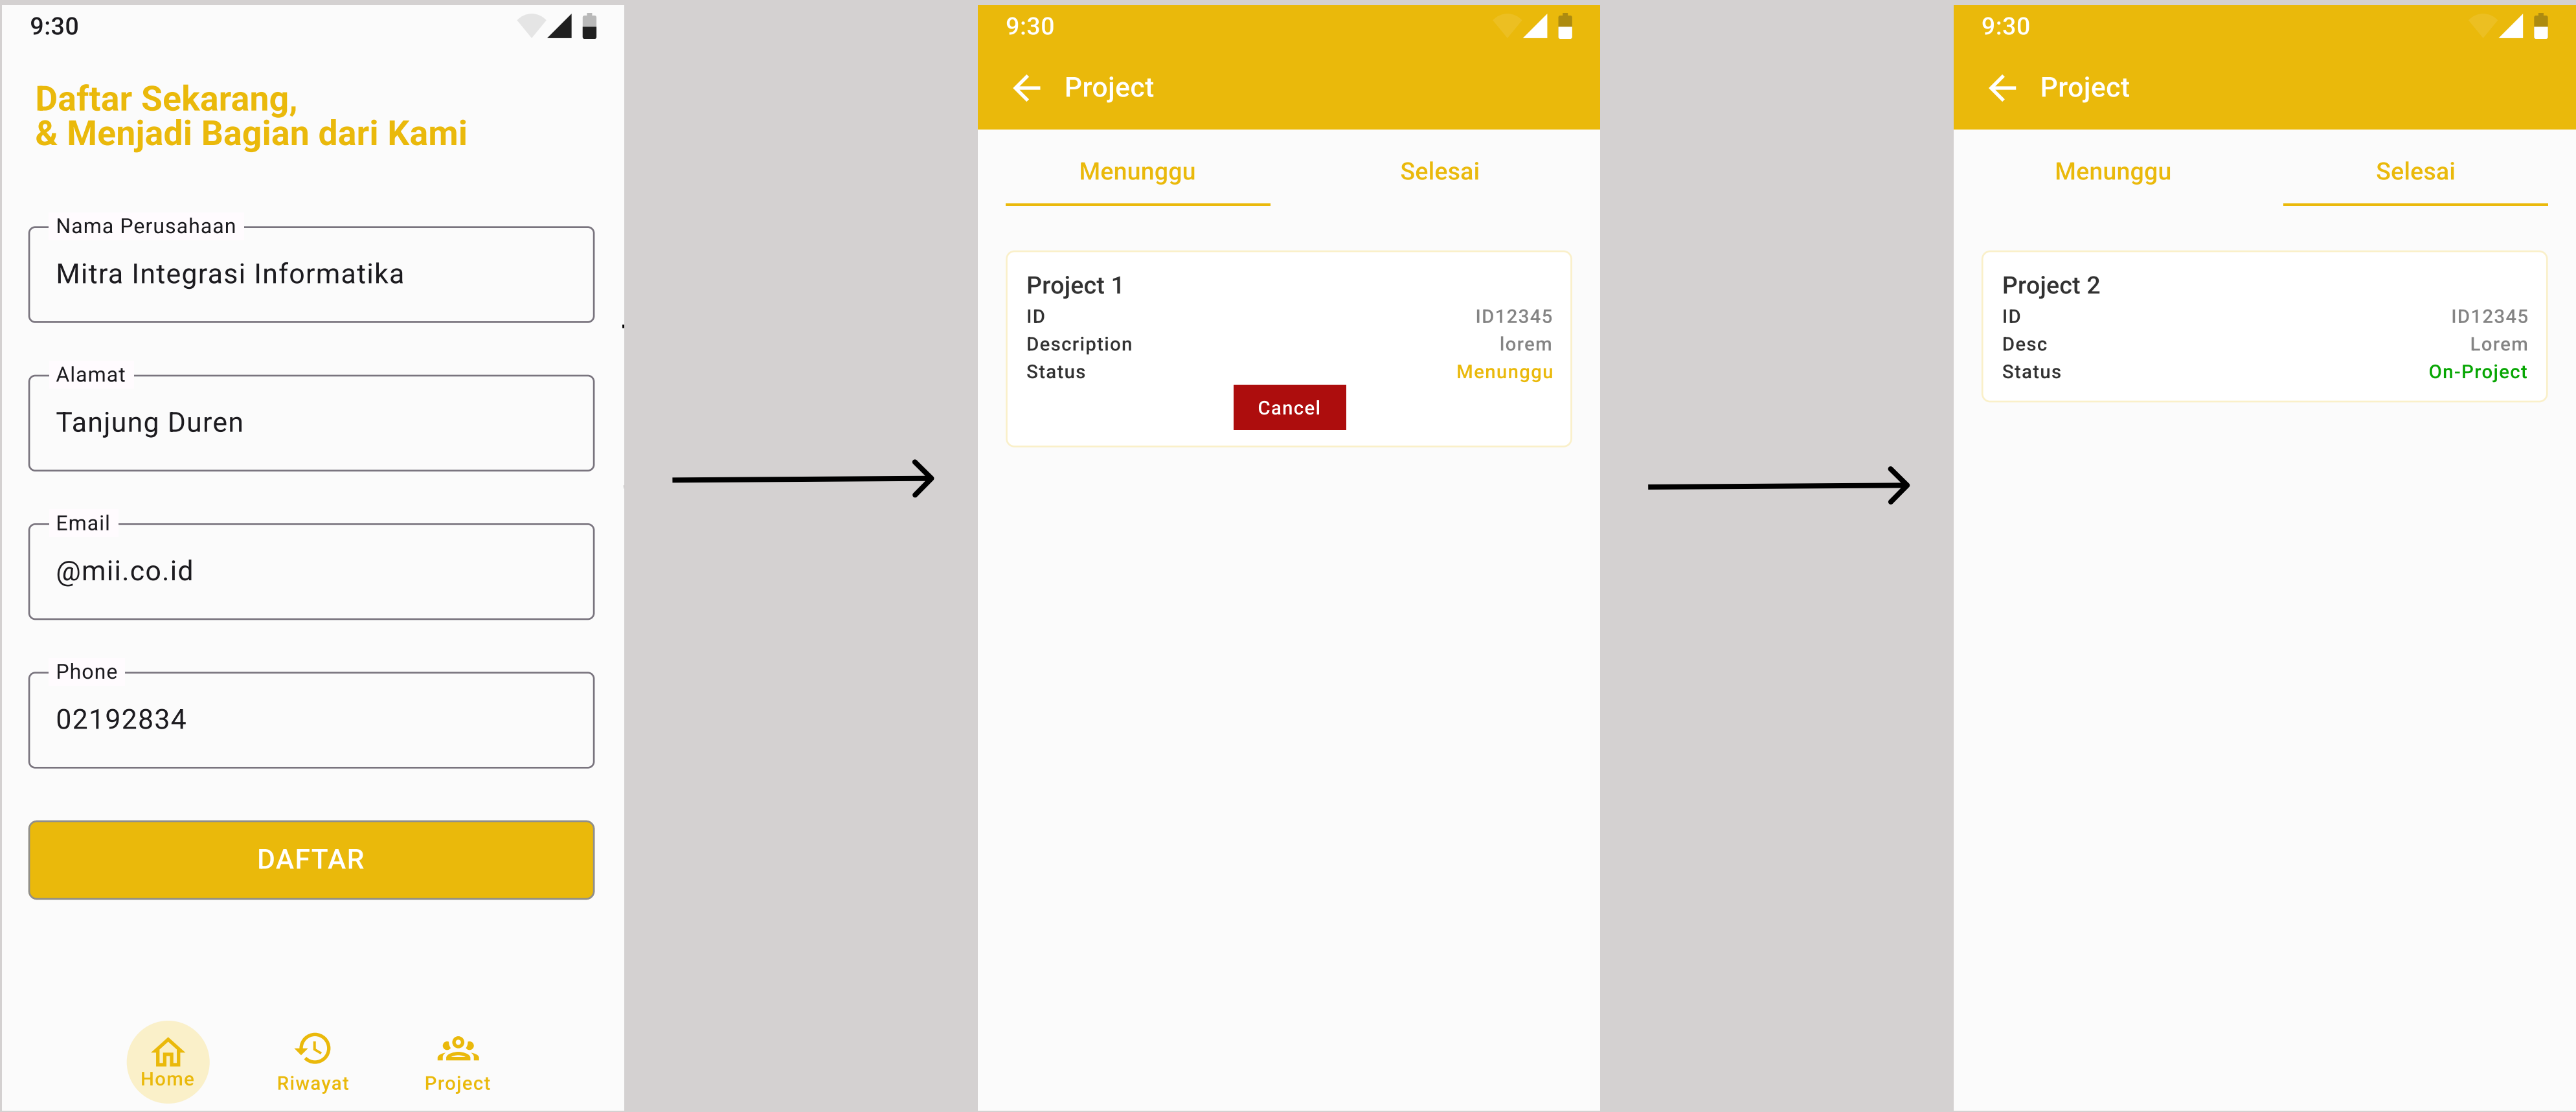 9:30
Daftar Sekarang,
& Menjadi Bagian dari Kami
Nama Perusahaan
Mitra Integrasi Informatika
Alamat
Tanjung Duren
Email
@mii.co.id
Phone
02192834
DAFTAR
Home
Riwayat
Project
9:30
Project
Menunggu Selesai
Project 1
ID ID12345
Description lorem
Status Menunggu
Cancel
9:30
Project
Menunggu Selesai
Project 2
ID ID12345
Desc Lorem
Status On-Project